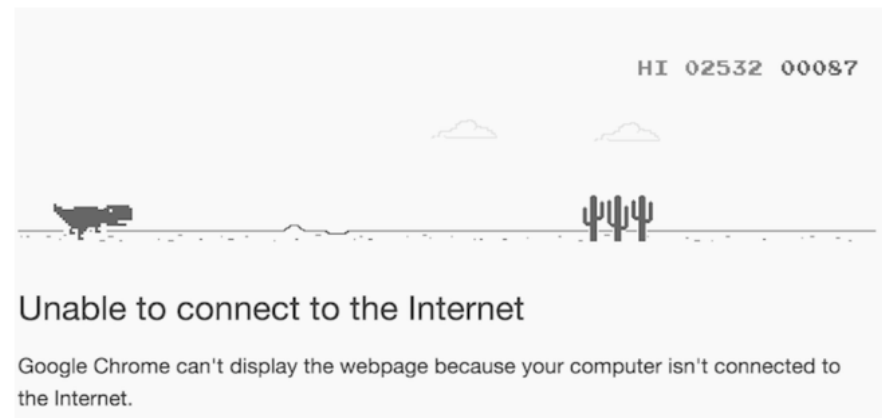 HI 02532 00087
Unable to connect to the Internet
Google Chrome can't display the webpage because your computer isn't connected to
the Internet.